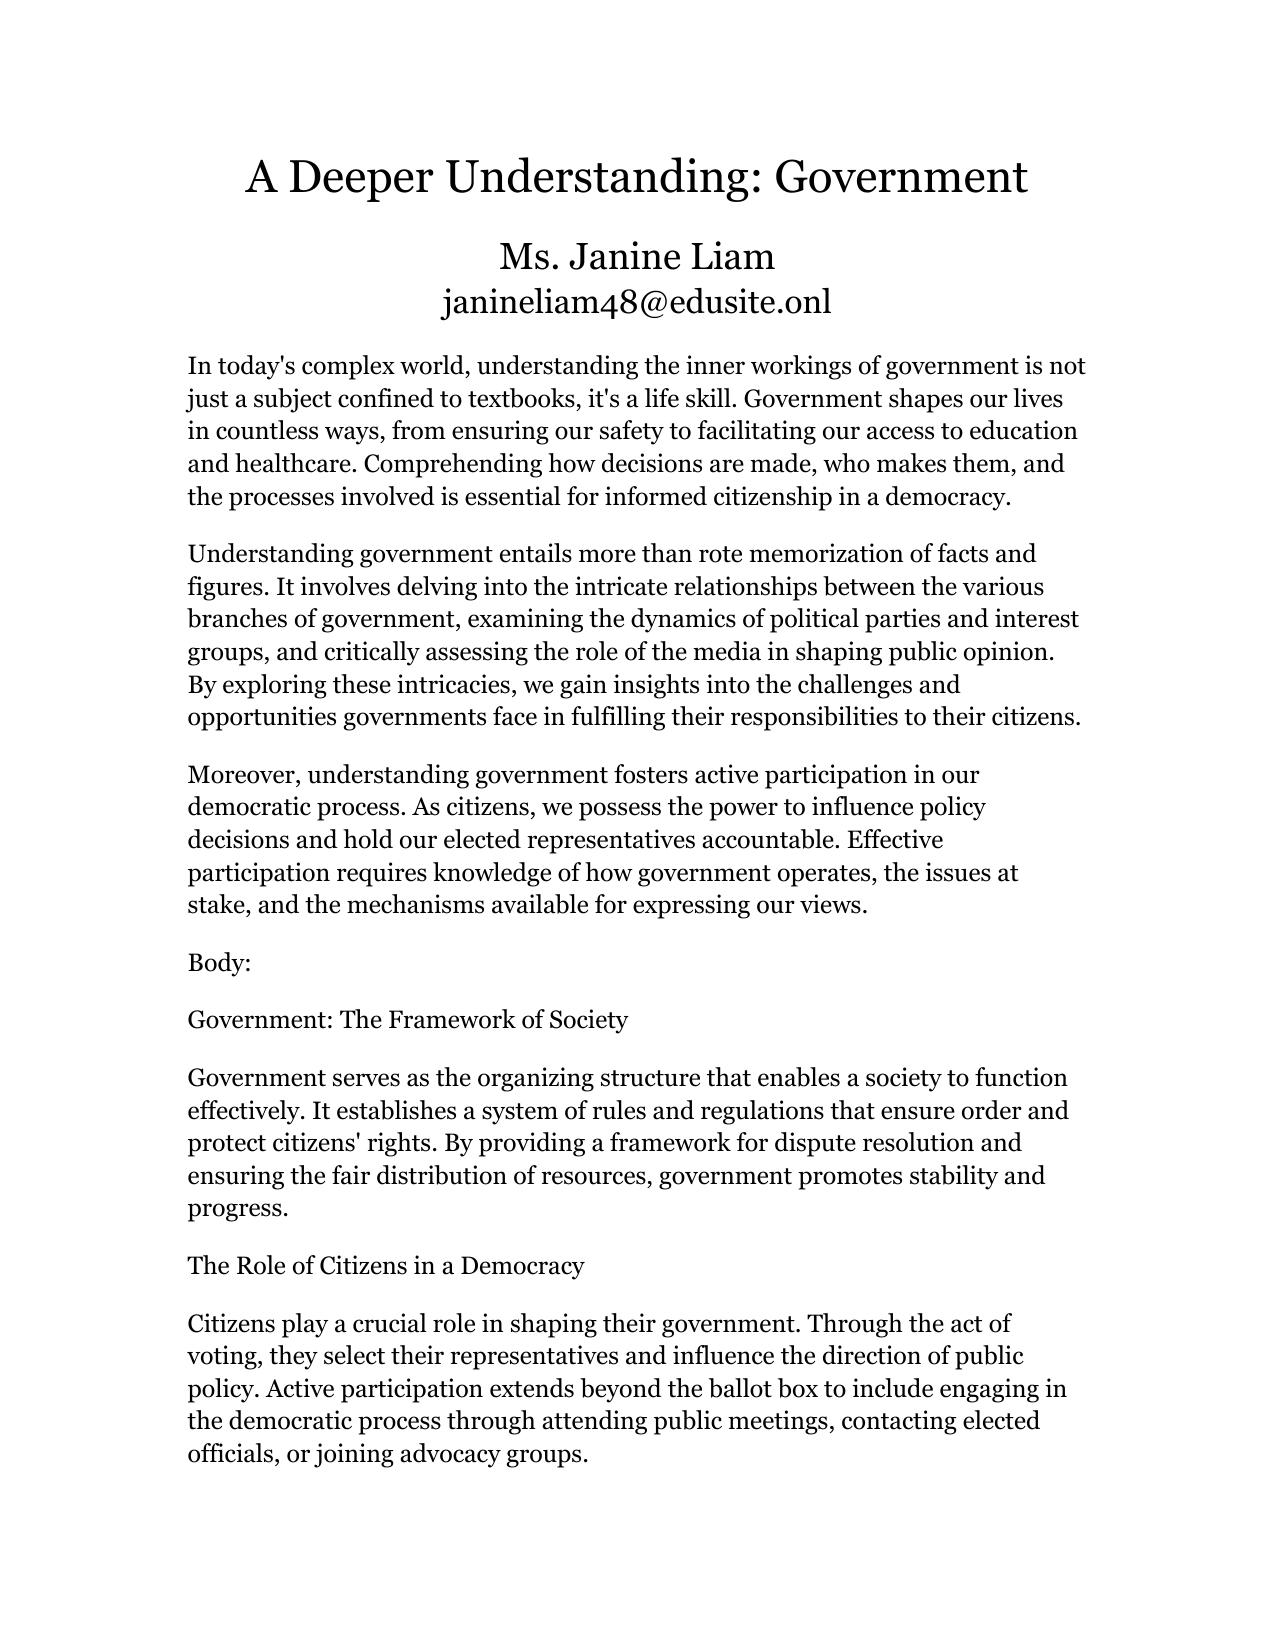 A Deeper Understanding: Government
Ms. Janine Liam
janineliam48@edusite.onl
In today's complex world, understanding the inner workings of government is not
just a subject confined to textbooks, it's a life skill. Government shapes our lives
in countless ways, from ensuring our safety to facilitating our access to education
and healthcare. Comprehending how decisions are made, who makes them, and
the processes involved is essential for informed citizenship in a democracy.
Understanding government entails more than rote memorization of facts and
figures. It involves delving into the intricate relationships between the various
branches of government, examining the dynamics of political parties and interest
groups, and critically assessing the role of the media in shaping public opinion.
By exploring these intricacies, we gain insights into the challenges and
opportunities governments face in fulfilling their responsibilities to their citizens.
Moreover, understanding government fosters active participation in our
democratic process. As citizens, we possess the power to influence policy
decisions and hold our elected representatives accountable. Effective
participation requires knowledge of how government operates, the issues at
stake, and the mechanisms available for expressing our views.
Body:
Government: The Framework of Society
Government serves as the organizing structure that enables a society to function
effectively. It establishes a system of rules and regulations that ensure order and
protect citizens' rights. By providing a framework for dispute resolution and
ensuring the fair distribution of resources, government promotes stability and
progress.
The Role of Citizens in a Democracy
Citizens play a crucial role in shaping their government. Through the act of
voting, they select their representatives and influence the direction of public
policy. Active participation extends beyond the ballot box to include engaging in
the democratic process through attending public meetings, contacting elected
officials, or joining advocacy groups.